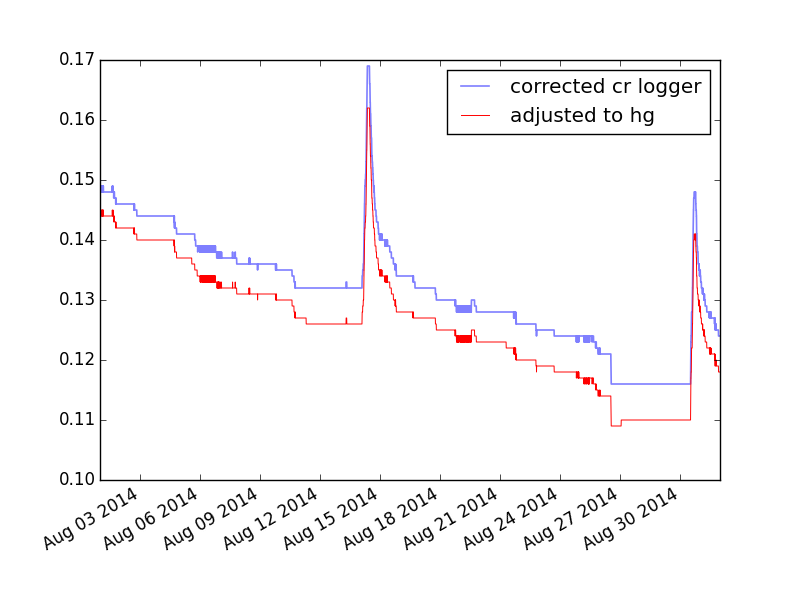 0.17
0.16
0.15
0.14
0.13
0.12
0.11
0.10
corrected cr logger
adjusted to hg
Aug 03 2014
Aug 06 2014
Aug 09 2014
Aug 12 2014
Aug 15 2014
Aug 18 2014
Aug 21 2014
Aug 24 2014
Aug 27 2014
Aug 30 2014